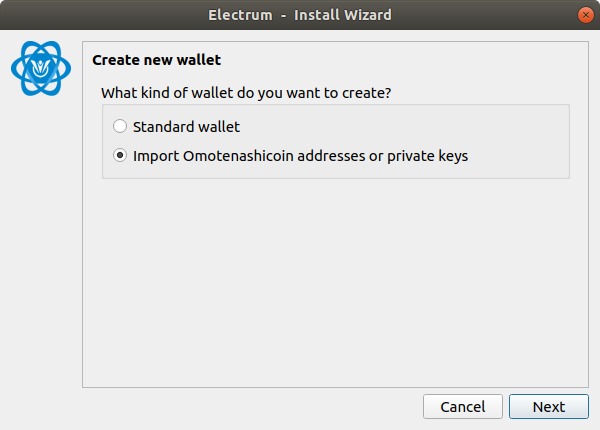 Electrum - Install Wizard
Create new wallet
What kind of wallet do you want to create?
Standard wallet
Import Omotenashicoin addresses or private keys
Cancel Next